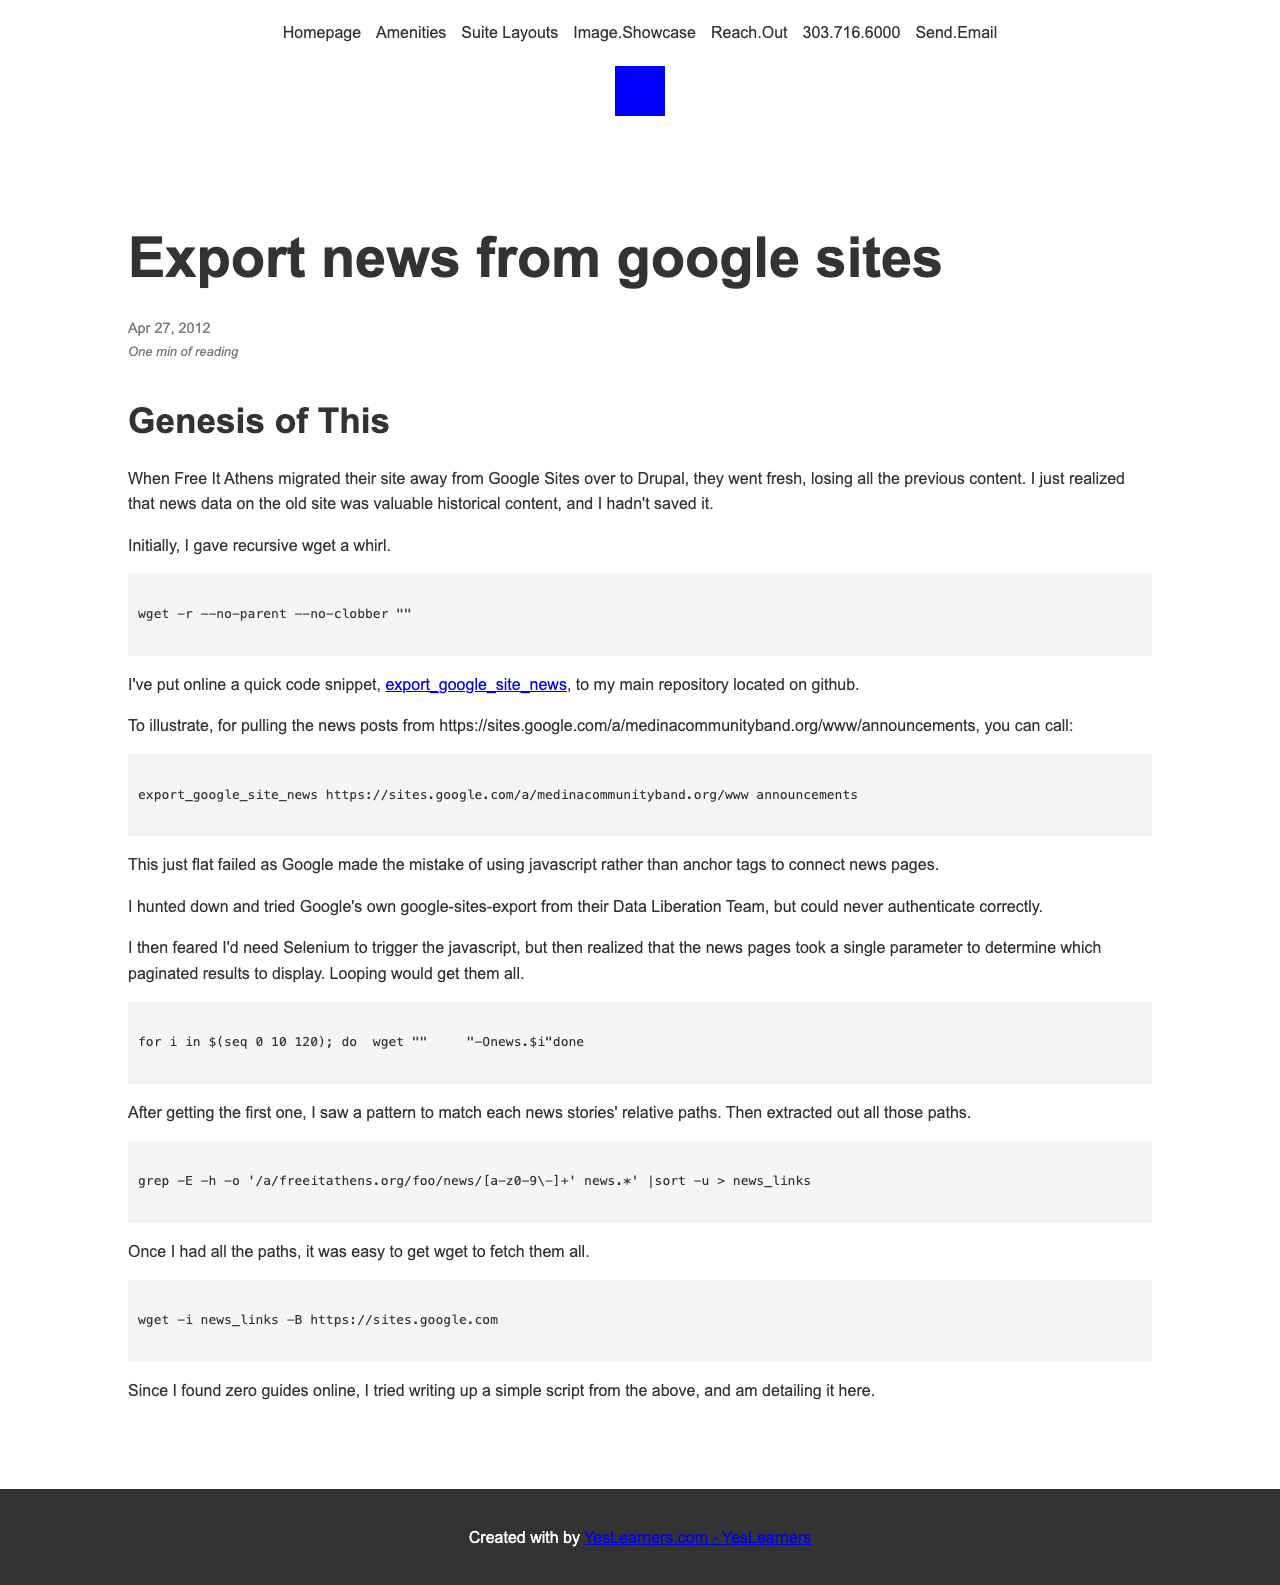 Homepage Amenities Suite Layouts Image.Showcase Reach.Out 303.716.6000 Send.Email
Export news from google sites
Apr 27, 2012
One min of reading
Genesis of This
When Free It Athens migrated their site away from Google Sites over to Drupal, they went fresh, losing all the previous content. I just realized
that news data on the old site was valuable historical content, and I hadn't saved it.
Initially, I gave recursive wget a whirl.
wget -r --no-parent --no-clobber ""
I've put online a quick code snippet, export_google_site_news, to my main repository located on github.
To illustrate, for pulling the news posts from https://sites.google.com/a/medinacommunityband.org/www/announcements, you can call:
export_google_site_news https://sites.google.com/a/medinacommunityband.org/www announcements
This just flat failed as Google made the mistake of using javascript rather than anchor tags to connect news pages.
I hunted down and tried Google's own google-sites-export from their Data Liberation Team, but could never authenticate correctly.
I then feared I'd need Selenium to trigger the javascript, but then realized that the news pages took a single parameter to determine which
paginated results to display. Looping would get them all.
for i in $(seq 0 10 120); do  wget ""     "-Onews.$i"done
After getting the first one, I saw a pattern to match each news stories' relative paths. Then extracted out all those paths.
grep -E -h -o '/a/freeitathens.org/foo/news/[a-z0-9\-]+' news.*' |sort -u > news_links
Once I had all the paths, it was easy to get wget to fetch them all.
wget -i news_links -B https://sites.google.com
Since I found zero guides online, I tried writing up a simple script from the above, and am detailing it here.
Created with by YesLearners.com - YesLearners